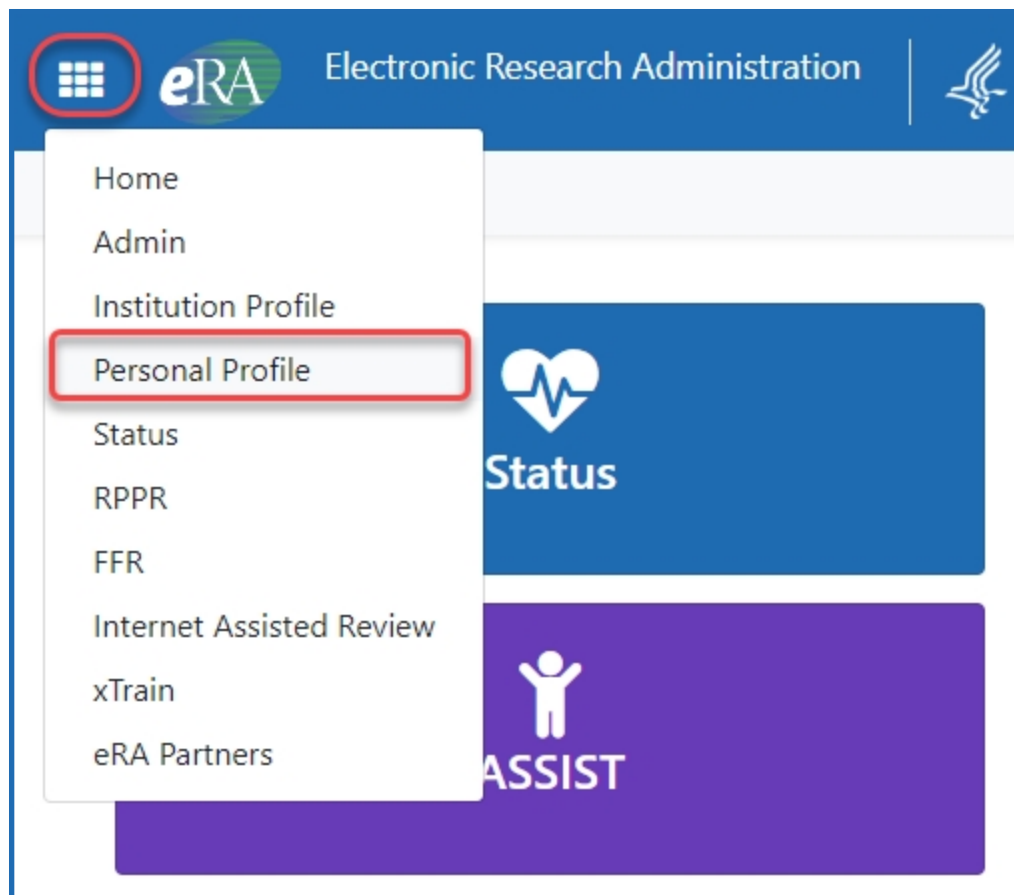 eRA
Electronic Research Administration
Home
Admin
Institution Profile
Personal Profile
Status
RPPR
FFR
Internet Assisted Review
xTrain
eRA Partners
Status
ASSIST